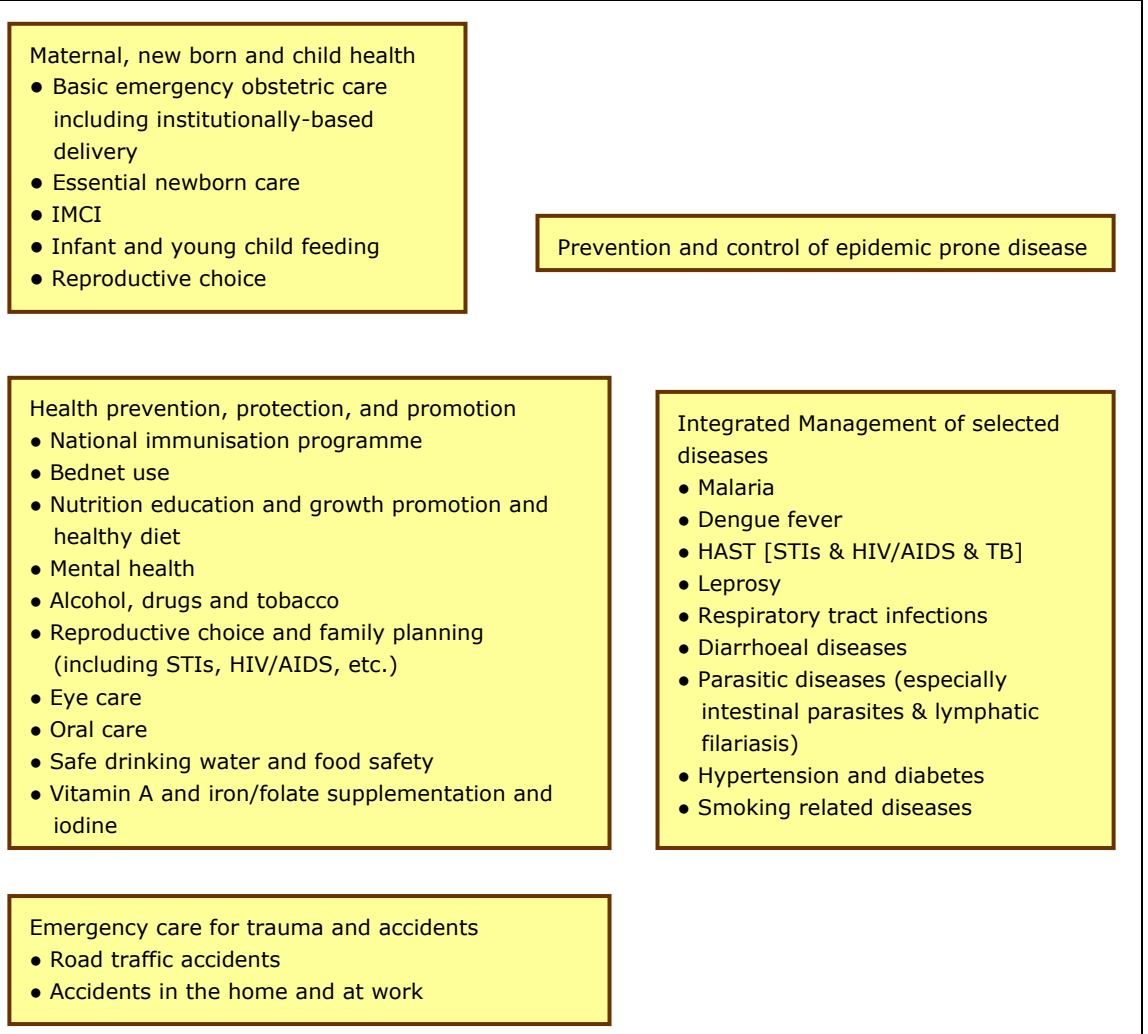 Maternal, new born and child health
● Basic emergency obstetric care
including institutionally-based
delivery
● Essential newborn care
● IMCI
● Infant and young child feeding
● Reproductive choice
Prevention and control of epidemic prone disease
Health prevention, protection, and promotion
● National immunisation programme
● Bednet use
● Nutrition education and growth promotion and
healthy diet
● Mental health
● Alcohol, drugs and tobacco
● Reproductive choice and family planning
(including STIs, HIV/AIDS, etc.)
● Eye care
● Oral care
● Safe drinking water and food safety
● Vitamin A and iron/folate supplementation and
iodine
Integrated Management of selected
diseases
● Malaria
● Dengue fever
● HAST [STIs & HIV/AIDS & TB]
● Leprosy
● Respiratory tract infections
● Diarrhoeal diseases
● Parasitic diseases (especially
intestinal parasites & lymphatic
filariasis)
● Hypertension and diabetes
● Smoking related diseases
Emergency care for trauma and accidents
● Road traffic accidents
● Accidents in the home and at work